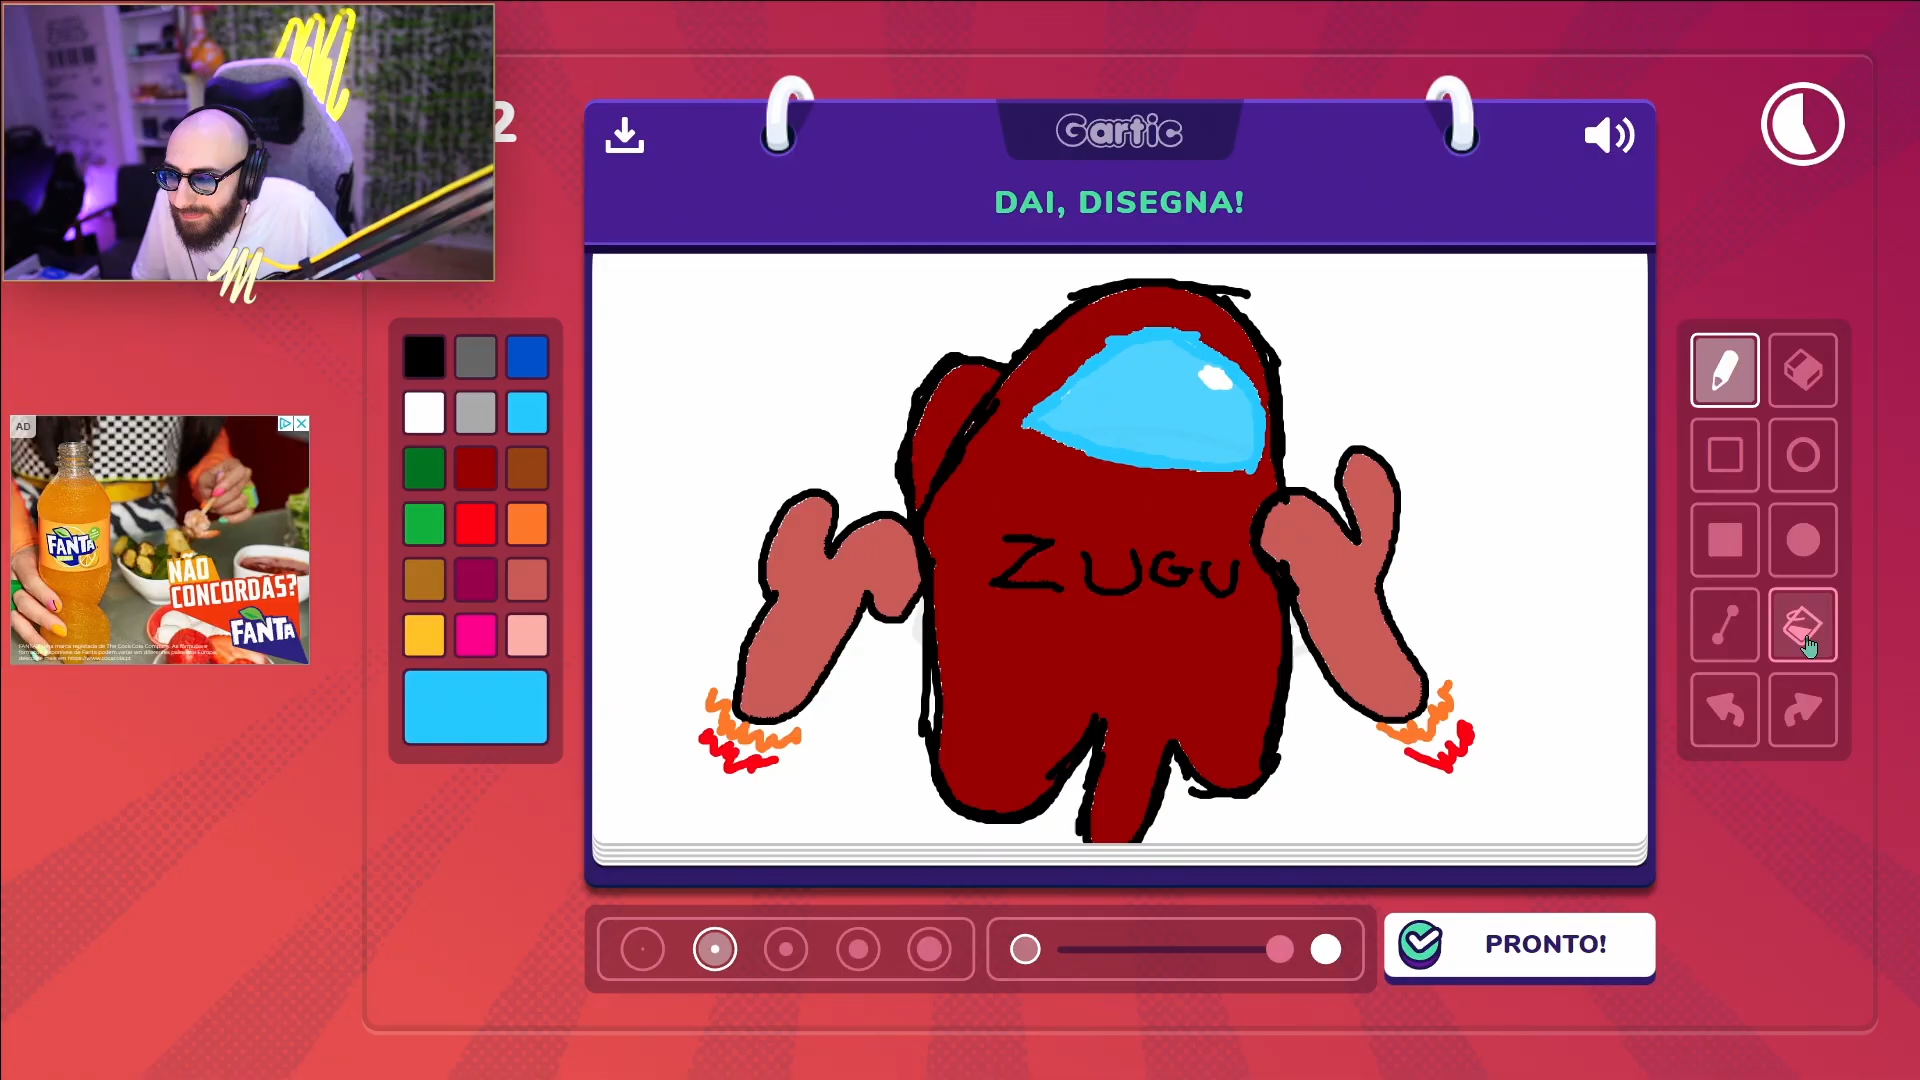 2
Gartic
DAI, DISEGNA!
ZUGU
AD
FANTA
NÃO
CONCORDAS?
FANTA
PRONTO!